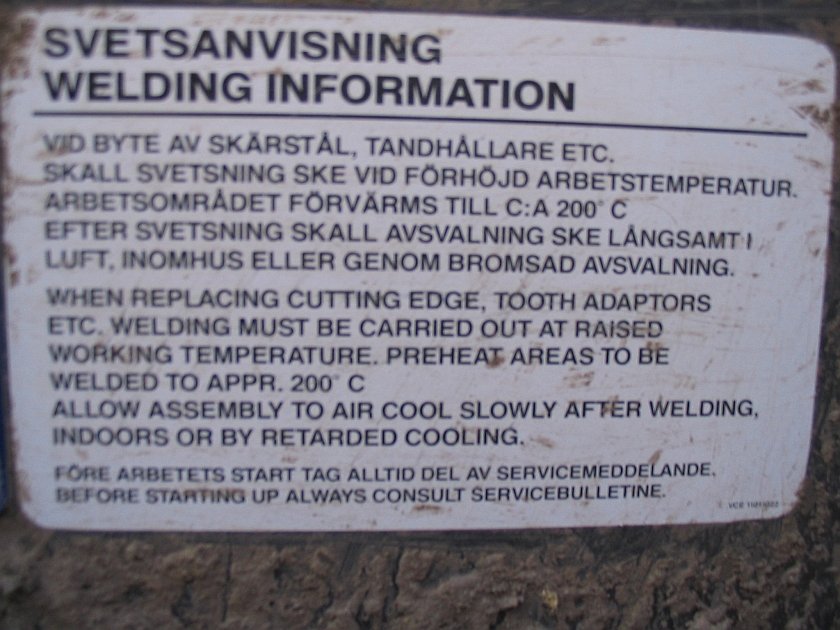 SVETSANVISNING
WELDING INFORMATION
VID BYTE AV SKÄRSTÅL, TANDHÅLLARE ETC.
SKALL SVETSNING SKE VID FÖRHÖJD ARBETSTEMPERATUR.
ARBETSOMRÅDET FÖRVÄRMS TILL C:A 200° C
EFTER SVETSNING SKALL AVSVALNING SKE LÅNGSAMT I
LUFT, INOMHUS ELLER GENOM BROMSAD AVSVALNING.
WHEN REPLACING CUTTING EDGE, TOOTH ADAPTORS
ETC. WELDING MUST BE CARRIED OUT AT RAISED
WORKING TEMPERATURE. PREHEAT AREAS TO BE
WELDED TO APPR. 200° C
ALLOW ASSEMBLY TO AIR COOL SLOWLY AFTER WELDING,
INDOORS OR BY RETARDED COOLING.
FÖRE ARBETETS START TAG ALLTID DEL AV SERVICEMEDDELANDE.
BEFORE STARTING UP ALWAYS CONSULT SERVICEBULLETINE.
VCE